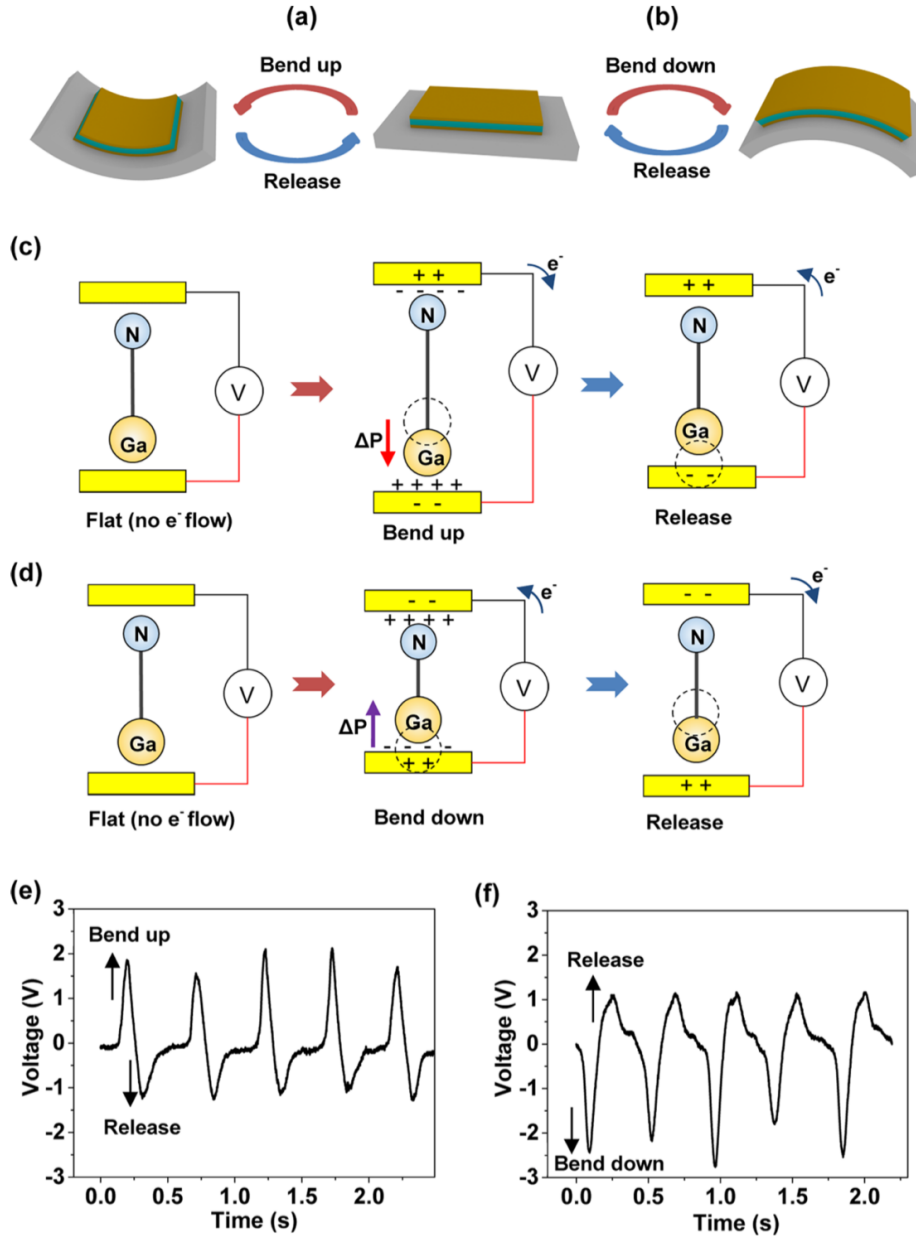 (a)
(b)
Bend up
Bend down
Release
Release
(c)
+ +
- - - -
e-
+ +
e-
N
N
N
V
V
V
Ga
ΔP
Ga
Ga
+ + + +
- -
- -
Flat (no e- flow)
Bend up
Release
(d)
- -
+ + + +
e-
- -
e-
N
N
N
V
V
V
Ga
ΔP
Ga
Ga
- - - -
+ +
+ +
Flat (no e- flow)
Bend down
Release
(e)
3
2
1
0
-1
-2
-3
Voltage (V)
Bend up
Release
0.0 0.5 1.0 1.5 2.0
Time (s)
(f)
3
2
1
0
-1
-2
-3
Voltage (V)
Release
Bend down
0.0 0.5 1.0 1.5 2.0
Time (s)